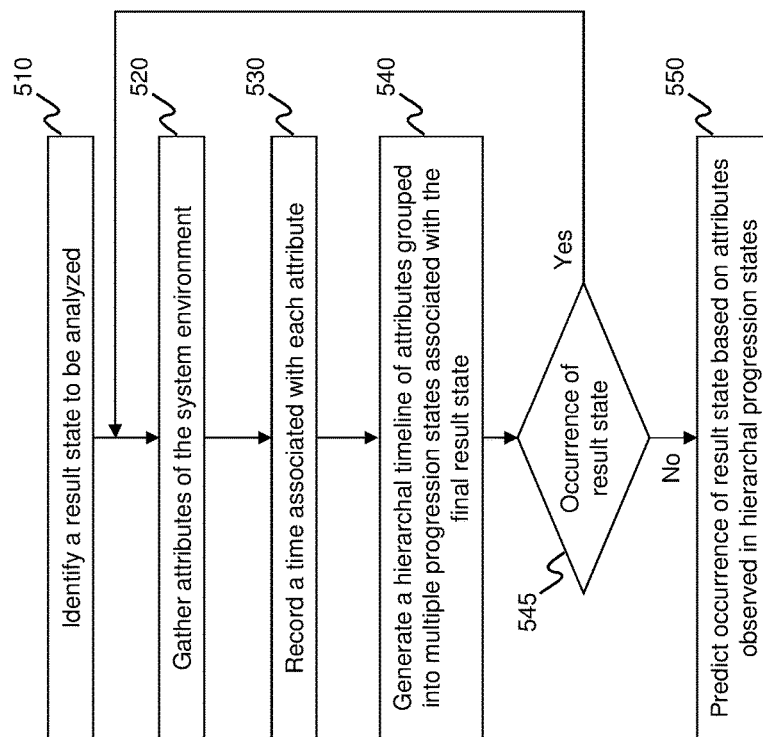 510
Identify a result state to be analyzed
520
Gather attributes of the system environment
530
Record a time associated with each attribute
540
Generate a hierarchal timeline of attributes grouped
into multiple progression states associated with the
final result state
545
Occurrence of
result state
Yes
No
550
Predict occurrence of result state based on attributes
observed in hierarchal progression states